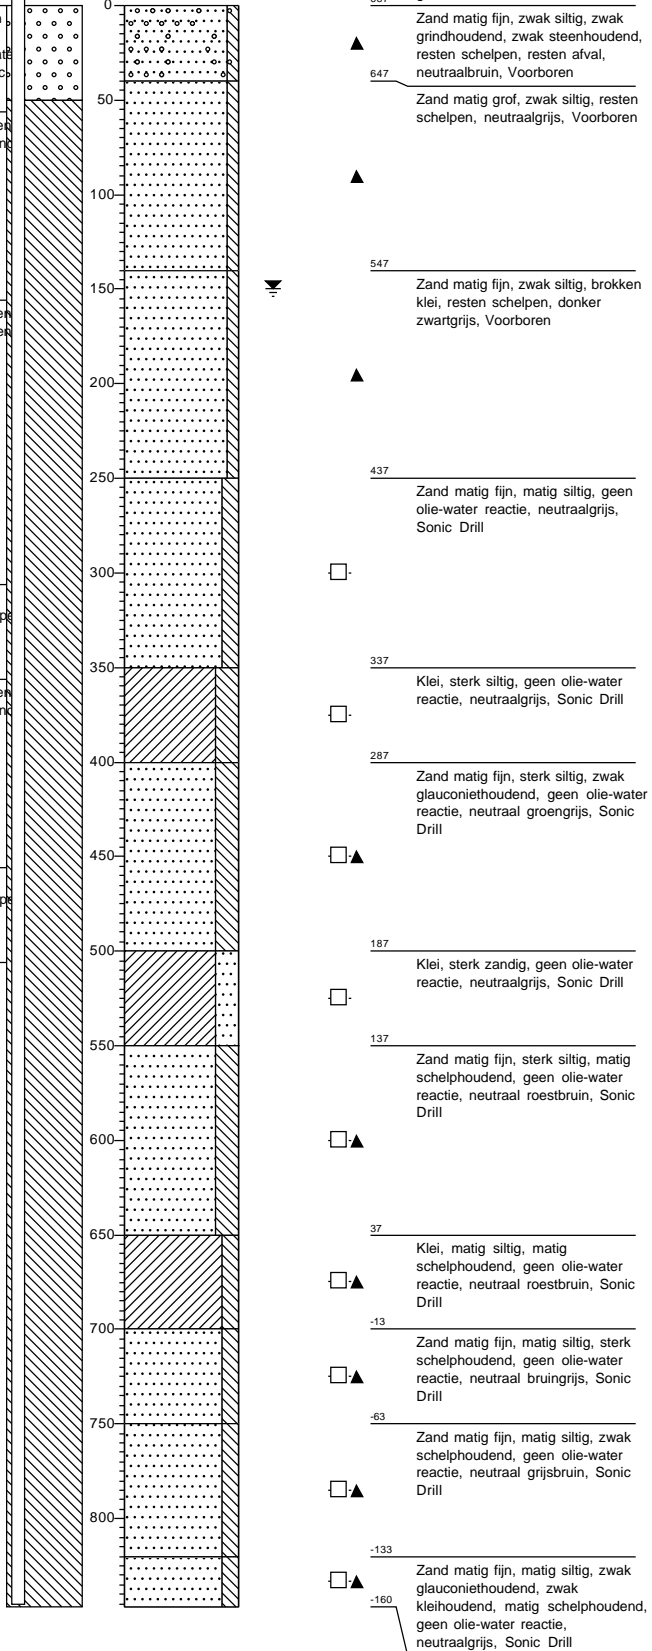 0
50
100
150
200
250
300
350
400
450
500
550
600
650
700
750
800
Zand matig fijn, zwak siltig, zwak
grindhoudend, zwak steenhoudend,
resten schelpen, resten afval,
neutraalbruin, Voorboren
647
Zand matig grof, zwak siltig, resten
schelpen, neutraalgrijs, Voorboren
547
Zand matig fijn, zwak siltig, brokken
klei, resten schelpen, donker
zwartgrijs, Voorboren
437
Zand matig fijn, matig siltig, geen
olie-water reactie, neutraalgrijs,
Sonic Drill
337
Klei, sterk siltig, geen olie-water
reactie, neutraalgrijs, Sonic Drill
287
Zand matig fijn, sterk siltig, zwak
glauconiethoudend, geen olie-water
reactie, neutraal groengrijs, Sonic
Drill
187
Klei, sterk zandig, geen olie-water
reactie, neutraalgrijs, Sonic Drill
137
Zand matig fijn, sterk siltig, matig
schelphoudend, geen olie-water
reactie, neutraal roestbruin, Sonic
Drill
37
Klei, matig siltig, matig
schelphoudend, geen olie-water
reactie, neutraal roestbruin, Sonic
Drill
-13
Zand matig fijn, matig siltig, sterk
schelphoudend, geen olie-water
reactie, neutraal bruingrijs, Sonic
Drill
-63
Zand matig fijn, matig siltig, zwak
schelphoudend, geen olie-water
reactie, neutraal grijsbruin, Sonic
Drill
-133
Zand matig fijn, matig siltig, zwak
glauconiethoudend, zwak
kleihoudend, matig schelphoudend,
geen olie-water reactie,
neutraalgrijs, Sonic Drill
-160